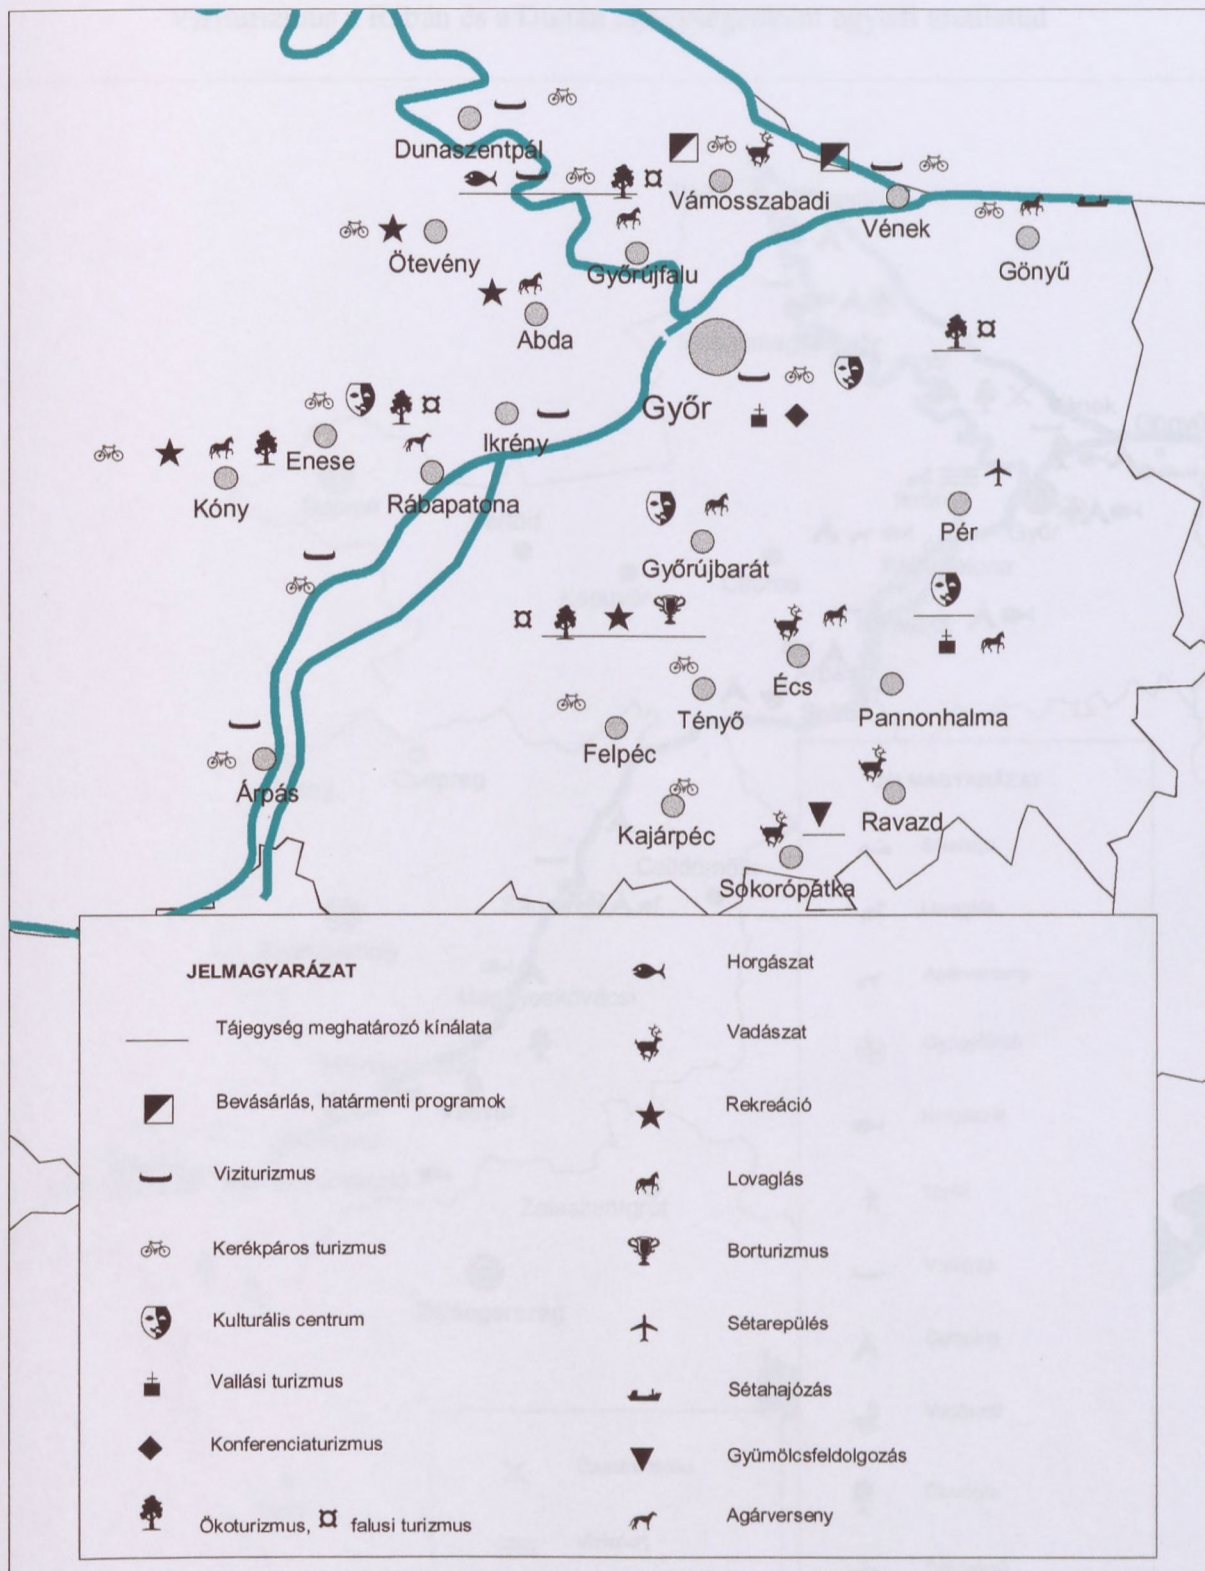 Dunaszentpál
Vámosszabadi
Vének
Ötevény
Győrújfalu
Gönyű
Abda
Győr
Ikrény
Enese
Kóny
Rábapatona
Pér
Győrújbarát
Écs
Tényő
Pannonhalma
Felpéc
Árpás
Kajárpéc
Ravazd
Sokorópátka
JELMAGYARÁZAT
Tájegység meghatározó kínálata
Bevásárlás, határmenti programok
Viziturizmus
Kerékpáros turizmus
Kulturális centrum
Vallási turizmus
Konferenciaturizmus
Ökoturizmus, ¤ falusi turizmus
Horgászat
Vadászat
Rekreáció
Lovaglás
Borturizmus
Sétarepülés
Sétahajózás
Gyümölcsfeldolgozás
Agárverseny